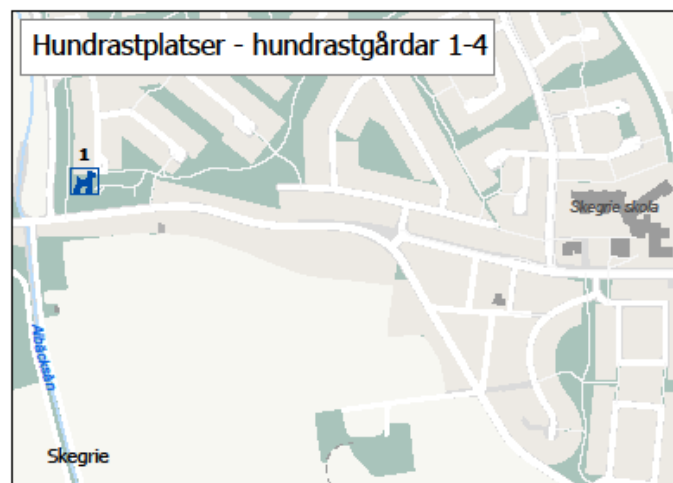 Hundrastplatser - hundrastgårdar 1-4
1
Skegrie skola
Albäcksån
Skegrie